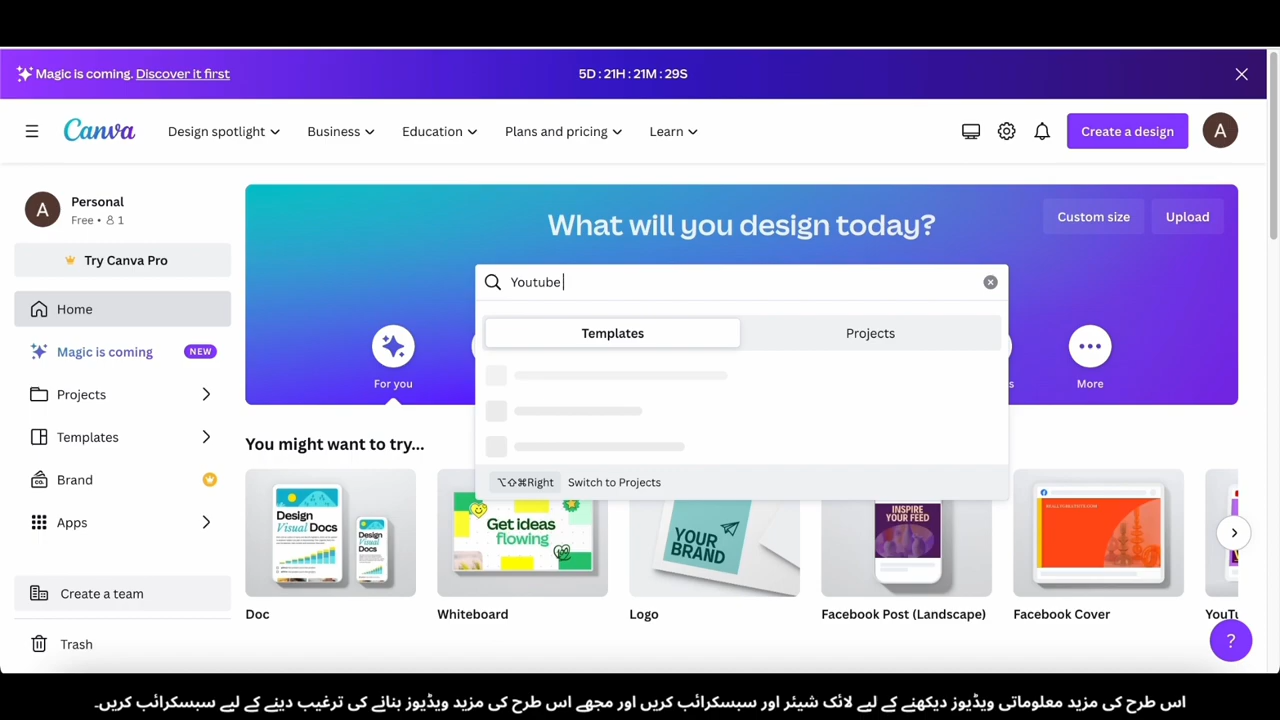 Magic is coming. Discover it first
5D : 21H : 21M : 29S
Canva
Design spotlight
Business
Education
Plans and pricing
Learn
Create a design
A
A
Personal
Free • 1
Try Canva Pro
Home
Magic is coming
NEW
Projects
Templates
Brand
Apps
Create a team
Trash
What will you design today?
Custom size
Upload
Youtube
Templates
Projects
For you
s
More
⌥⇧⌘Right Switch to Projects
You might want to try...
Design
Visual Docs
Design
Visual Docs
Get ideas
flowing
YOUR
BRAND
INSPIRE
YOUR FEED
Doc
Whiteboard
Logo
Facebook Post (Landscape)
Facebook Cover
YouTu
?
اس طرح کی مزید معلوماتی ویڈیوز دیکھنے کے لیے لائک شیئر اور سبسکرائب کریں اور مجھے اس طرح کی مزید ویڈیوز بنانے کی ترغیب دینے کے لیے سبسکرائب کریں۔